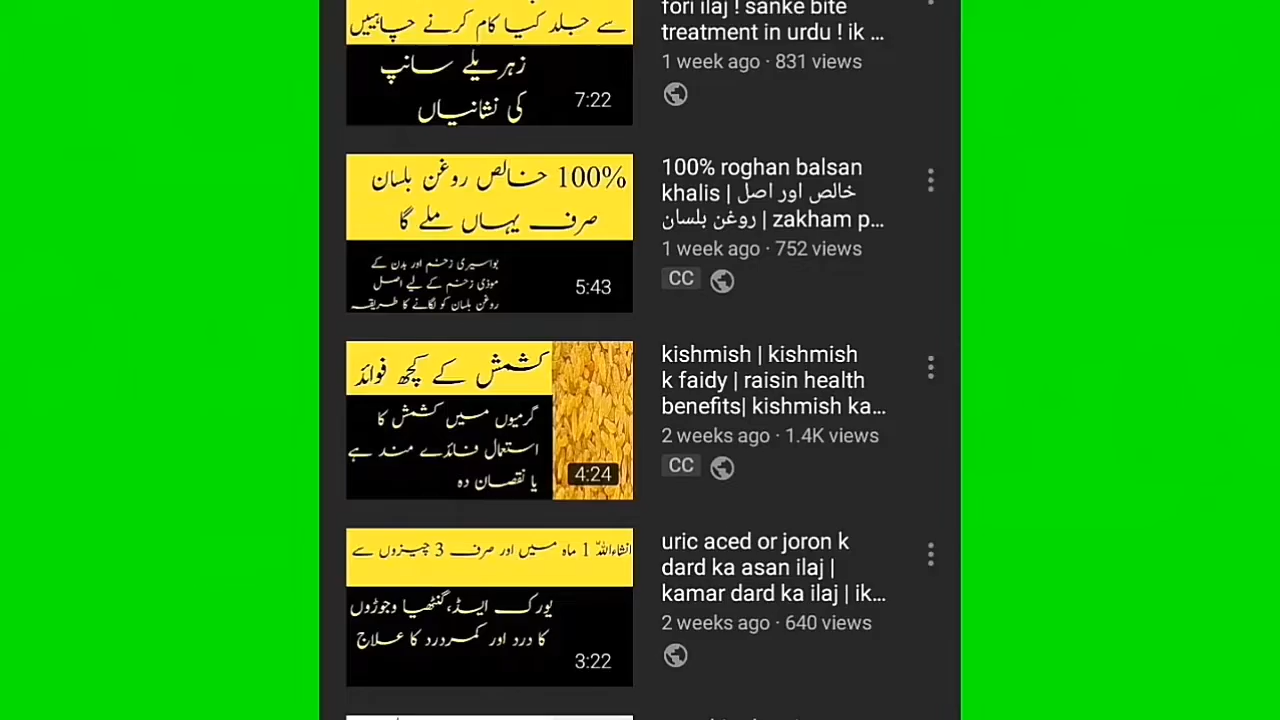 سے جلد کیا کام کرنے چاہییں
زہریلے سانپ
کی نشانیاں
7:22
fori ilaj ! sanke bite
treatment in urdu ! ik ...
1 week ago · 831 views
100% خالص روغن بلسان
صرف یہاں ملے گا
بواسیری زخم اور بدن کے
موذی زخم کے لیے اصل
روغن بلسان کو لگانے کا طریقہ
5:43
100% roghan balsan
khalis | خالص اور اصل
روغن بلسان | zakham p...
1 week ago · 752 views
CC
کشمش کے کچھ فوائد
گرمیوں میں کشمش کا
استعمال فائدے مند ہے
یا نقصان دہ
4:24
kishmish | kishmish
k faidy | raisin health
benefits| kishmish ka...
2 weeks ago · 1.4K views
CC
انشاءاللہ 1 ماہ میں اور صرف 3 چیزوں سے
یورک ایسڈ،گنٹھیا وجوڑوں
کا درد اور کمردرد کا علاج
3:22
uric aced or joron k
dard ka asan ilaj |
kamar dard ka ilaj | ik...
2 weeks ago · 640 views